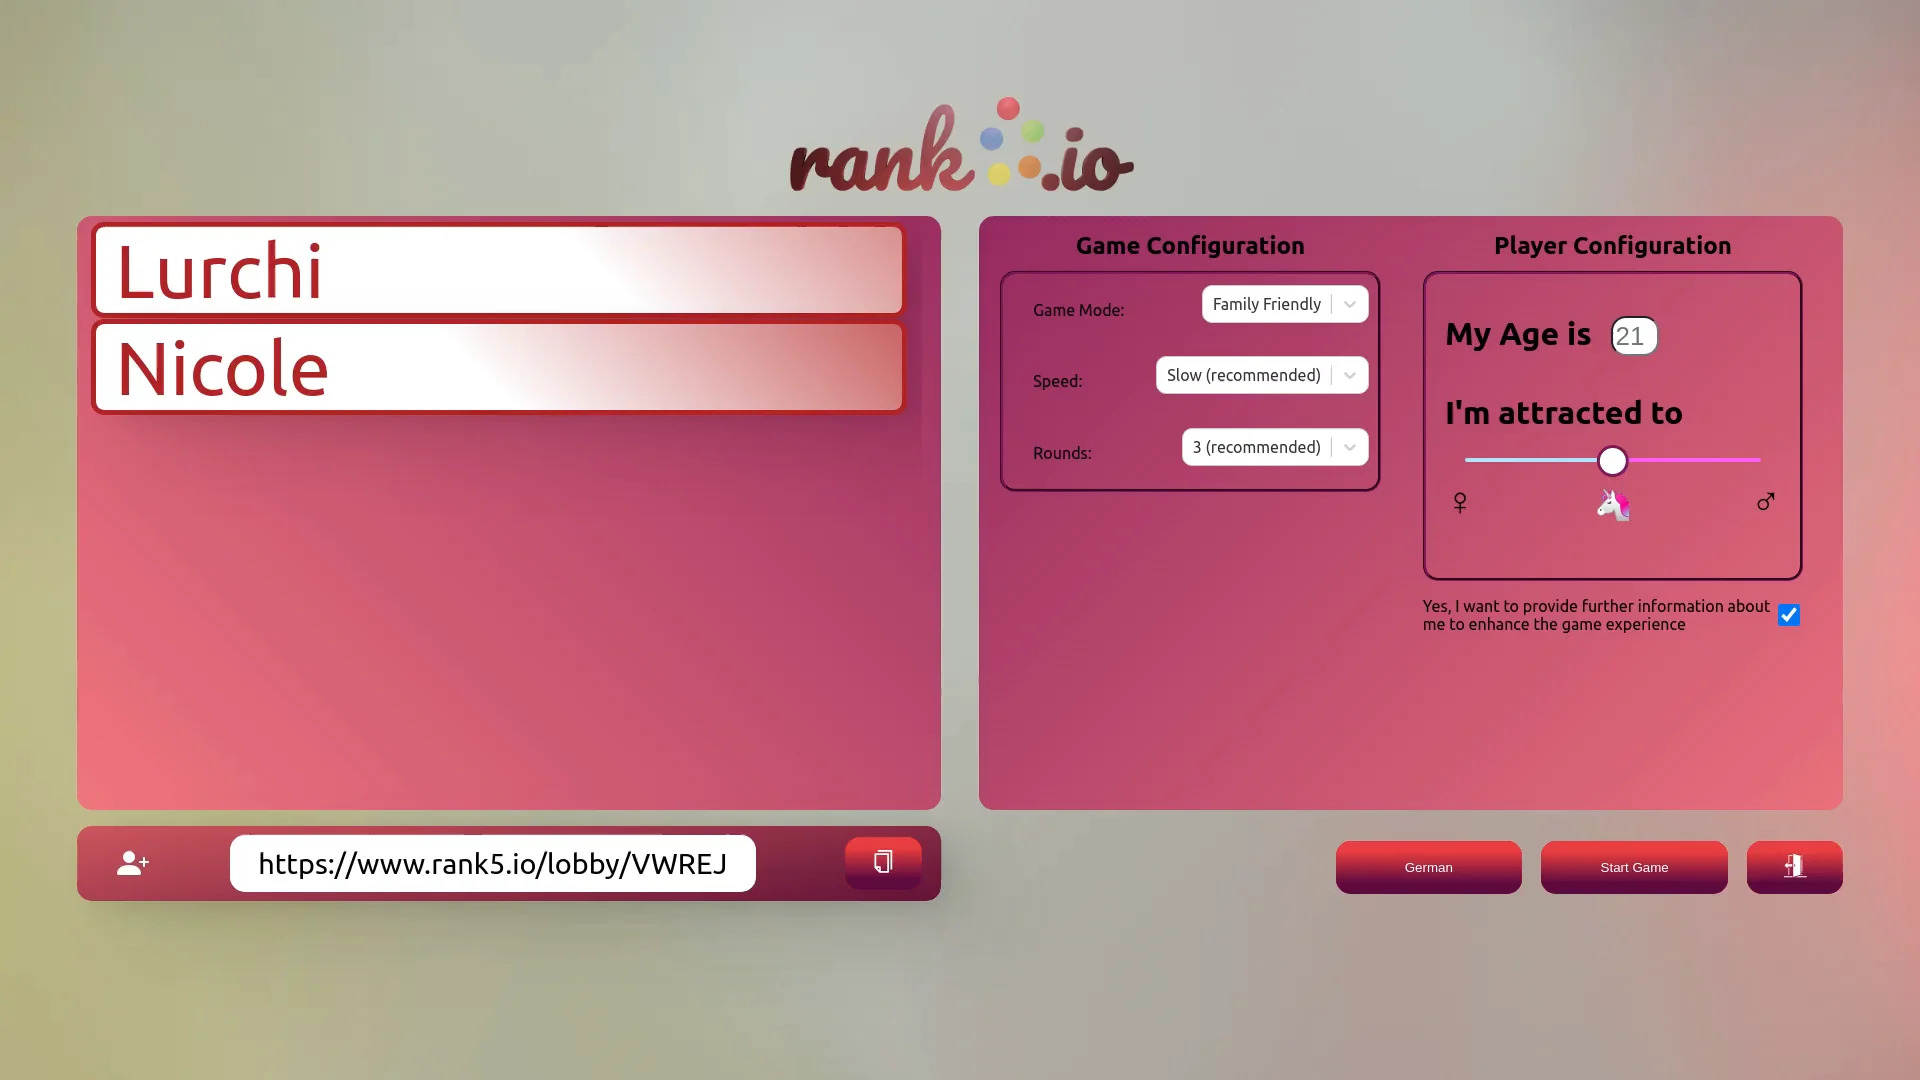 rank .io
Lurchi
Nicole
Game Configuration
Game Mode:
Family Friendly
Speed:
Slow (recommended)
Rounds:
3 (recommended)
Player Configuration
My Age is 21
I'm attracted to
♀ 🦄 ♂
Yes, I want to provide further information about
me to enhance the game experience
https://www.rank5.io/lobby/VWREJ
German
Start Game